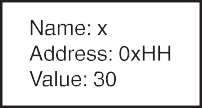 Name: x
Address: 0xHH
Value: 30